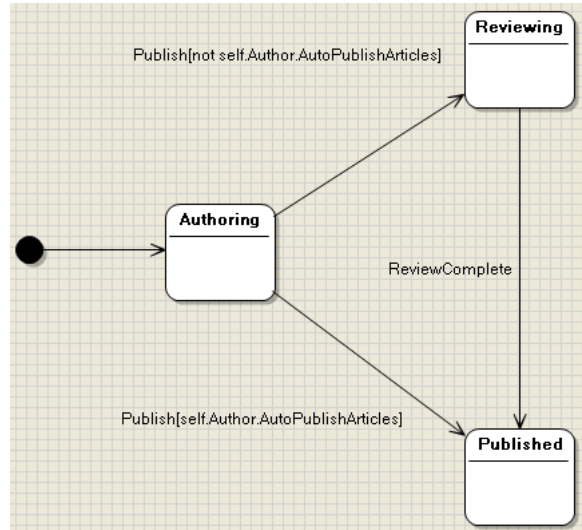 Reviewing
Publish[not self.Author.AutoPublishArticles]
Authoring
ReviewComplete
Publish[self.Author.AutoPublishArticles]
Published